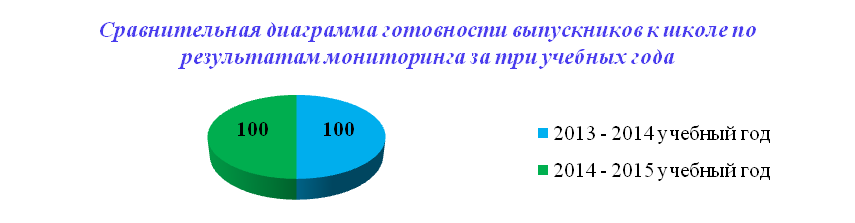 Сравнительная диаграмма готовности выпускников к школе по
результатам мониторинга за три учебных года
100
100
2013 - 2014 учебный год
2014 - 2015 учебный год